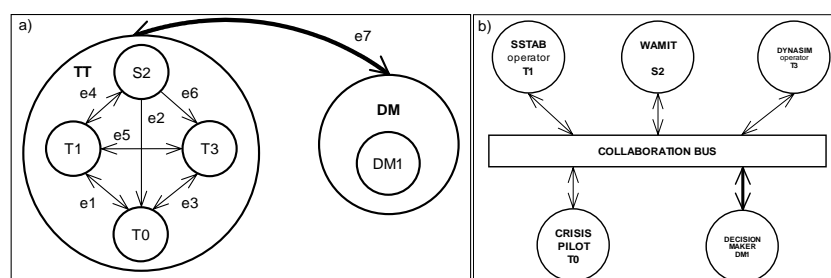 a)
e7
TT
S2
e4
e6
e2
e5
T1
T3
DM
DM1
e1
e3
T0
b)
SSTAB
operator
T1
WAMIT
S2
DYNASIM
operator
T3
COLLABORATION BUS
CRISIS
PILOT
T0
DECISION
MAKER
DM1